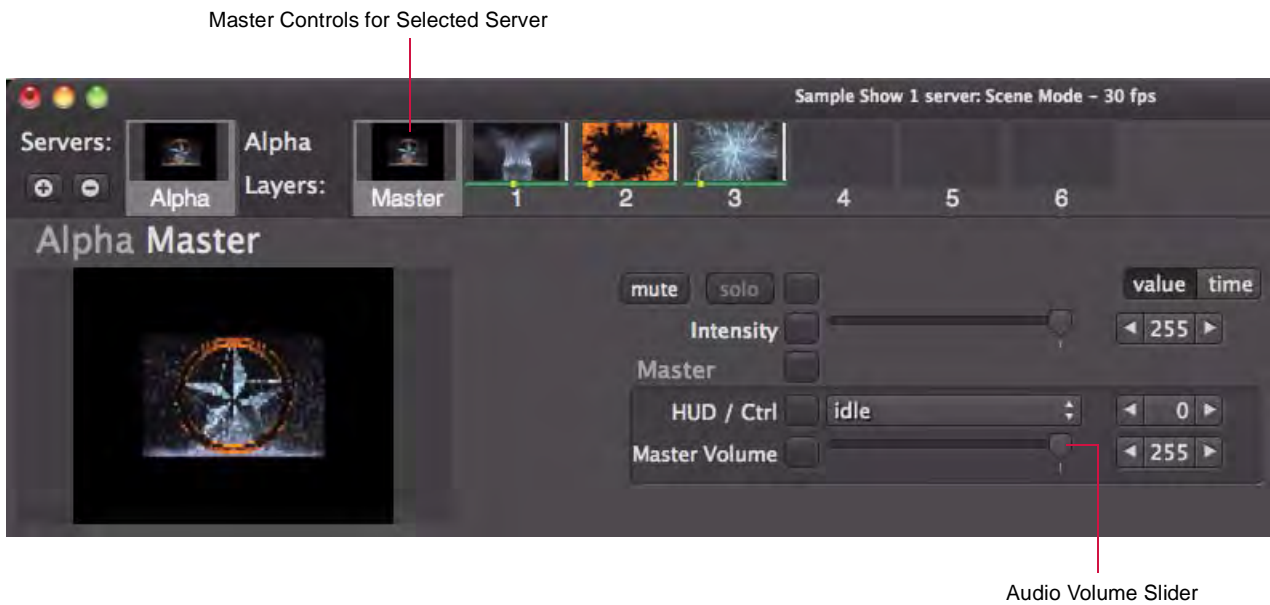 Master Controls for Selected Server
Sample Show 1 server: Scene Mode – 30 fps
Servers:
Alpha
Alpha
Layers:
Master
1
2
3
4
5
6
Alpha Master
mute solo
value time
Intensity 255
Master
HUD / Ctrl idle 0
Master Volume 255
Audio Volume Slider